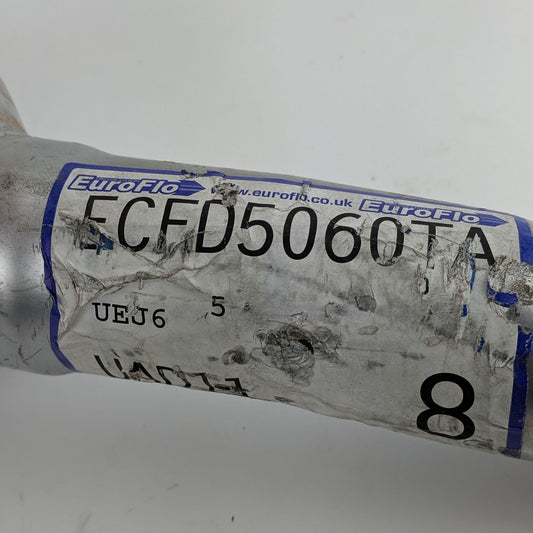 EuroFlo www.euroflo.co.uk EuroFlo
ECFD5060TA
UEJ6 5
8